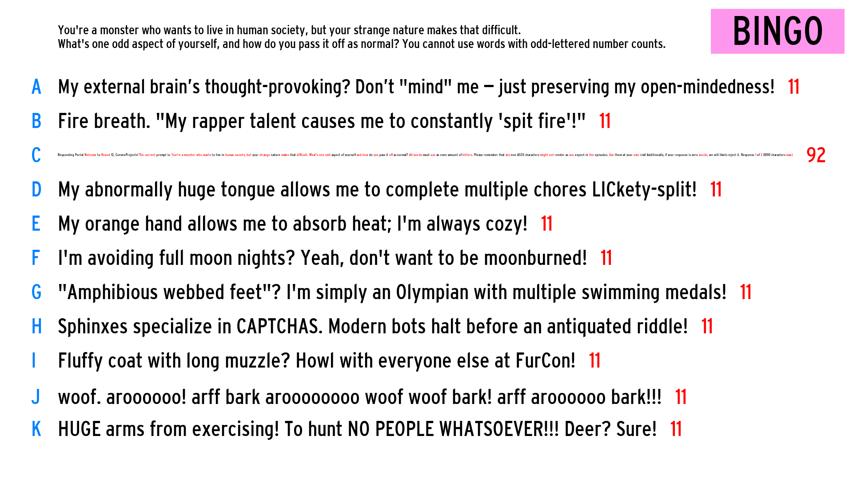 You're a monster who wants to live in human society, but your strange nature makes that difficult.
What's one odd aspect of yourself, and how do you pass it off as normal? You cannot use words with odd-lettered number counts.
BINGO
A My external brain's thought-provoking? Don't "mind" me – just preserving my open-mindedness! 11
B Fire breath. "My rapper talent causes me to constantly 'spit fire'!" 11
C 92
D My abnormally huge tongue allows me to complete multiple chores LICkety-split! 11
E My orange hand allows me to absorb heat; I'm always cozy! 11
F I'm avoiding full moon nights? Yeah, don't want to be moonburned! 11
G "Amphibious webbed feet"? I'm simply an Olympian with multiple swimming medals! 11
H Sphinxes specialize in CAPTCHAS. Modern bots halt before an antiquated riddle! 11
I Fluffy coat with long muzzle? Howl with everyone else at FurCon! 11
J woof. aroooooo! arff bark aroooooooo woof woof bark! arff aroooooo bark!!! 11
K HUGE arms from exercising! To hunt NO PEOPLE WHATSOEVER!!! Deer? Sure! 11